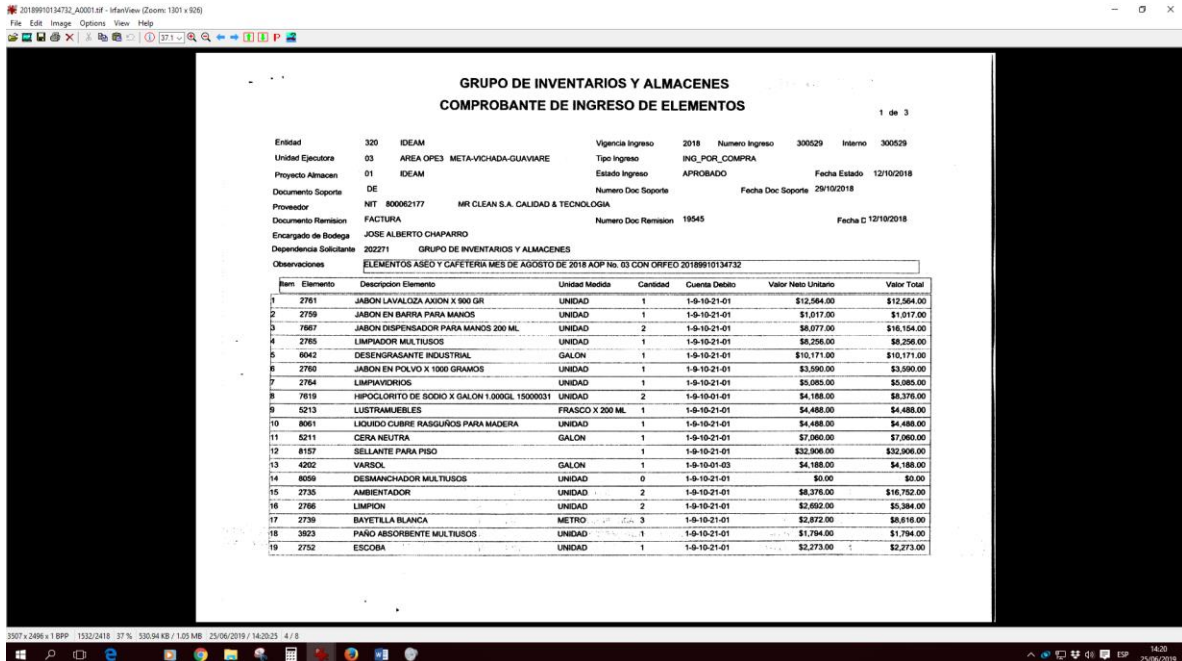 20189910134732_A0001.tif - IrfanView (Zoom: 1301 x 926)
File Edit Image Options View Help
37.1
GRUPO DE INVENTARIOS Y ALMACENES
COMPROBANTE DE INGRESO DE ELEMENTOS
1 de 3
Entidad 320 IDEAM Vigencia Ingreso 2018 Numero Ingreso 300529 Interno 300529
Unidad Ejecutora 03 AREA OPE3 META-VICHADA-GUAVIARE Tipo Ingreso ING_POR_COMPRA
Proyecto Almacen 01 IDEAM Estado Ingreso APROBADO Fecha Estado 12/10/2018
Documento Soporte DE Numero Doc Soporte Fecha Doc Soporte 29/10/2018
Proveedor NIT 800062177 MR CLEAN S.A. CALIDAD & TECNOLOGIA
Documento Remision FACTURA Numero Doc Remision 19545 Fecha D 12/10/2018
Encargado de Bodega JOSE ALBERTO CHAPARRO
Dependencia Solicitante 202271 GRUPO DE INVENTARIOS Y ALMACENES
Observaciones ELEMENTOS ASEO Y CAFETERIA MES DE AGOSTO DE 2018 AOP No. 03 CON ORFEO 20189910134732
Item Elemento Descripcion Elemento Unidad Medida Cantidad Cuenta Debito Valor Neto Unitario Valor Total
1 2761 JABON LAVALOZA AXION X 900 GR UNIDAD 1 1-9-10-21-01 $12,564.00 $12,564.00
2 2759 JABON EN BARRA PARA MANOS UNIDAD 1 1-9-10-21-01 $1,017.00 $1,017.00
3 7667 JABON DISPENSADOR PARA MANOS 200 ML UNIDAD 2 1-9-10-21-01 $8,077.00 $16,154.00
4 2765 LIMPIADOR MULTIUSOS UNIDAD 1 1-9-10-21-01 $8,256.00 $8,256.00
5 6042 DESENGRASANTE INDUSTRIAL GALON 1 1-9-10-21-01 $10,171.00 $10,171.00
6 2760 JABON EN POLVO X 1000 GRAMOS UNIDAD 1 1-9-10-21-01 $3,590.00 $3,590.00
7 2764 LIMPIAVIDRIOS UNIDAD 1 1-9-10-21-01 $5,085.00 $5,085.00
8 7619 HIPOCLORITO DE SODIO X GALON 1.000GL 15000031 UNIDAD 2 1-9-10-01-01 $4,188.00 $8,376.00
9 5213 LUSTRAMUEBLES FRASCO X 200 ML 1 1-9-10-21-01 $4,488.00 $4,488.00
10 8061 LIQUIDO CUBRE RASGUÑOS PARA MADERA UNIDAD 1 1-9-10-21-01 $4,488.00 $4,488.00
11 5211 CERA NEUTRA GALON 1 1-9-10-21-01 $7,060.00 $7,060.00
12 8157 SELLANTE PARA PISO 1 1-9-10-21-01 $32,906.00 $32,906.00
13 4202 VARSOL GALON 1 1-9-10-01-03 $4,188.00 $4,188.00
14 8059 DESMANCHADOR MULTIUSOS UNIDAD 0 1-9-10-21-01 $0.00 $0.00
15 2735 AMBIENTADOR UNIDAD 2 1-9-10-21-01 $8,376.00 $16,752.00
16 2766 LIMPION UNIDAD 2 1-9-10-21-01 $2,692.00 $5,384.00
17 2739 BAYETILLA BLANCA METRO 3 1-9-10-21-01 $2,872.00 $8,616.00
18 3923 PAÑO ABSORBENTE MULTIUSOS UNIDAD 1 1-9-10-21-01 $1,794.00 $1,794.00
19 2752 ESCOBA UNIDAD 1 1-9-10-21-01 $2,273.00 $2,273.00
3507 x 2496 x 1 BPP 1532/2418 37 % 530.94 KB / 1.05 MB 25/06/2019 / 14:20:25 4 / 8
ESP 14:20
25/06/2019